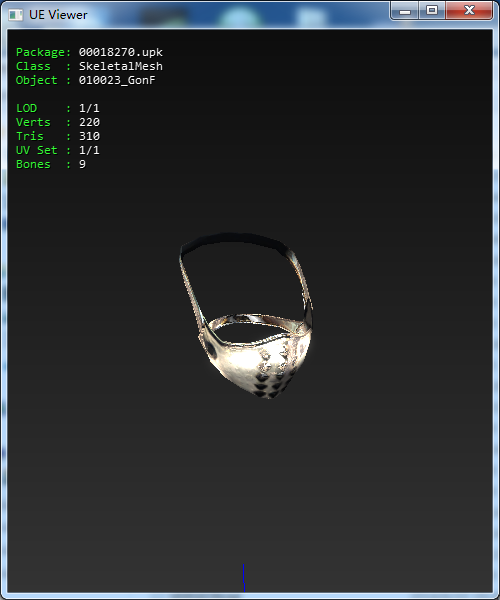 UE Viewer
Package: 00018270.upk
Class : SkeletalMesh
Object : 010023_GonF
LOD : 1/1
Verts : 220
Tris : 310
UV Set : 1/1
Bones : 9